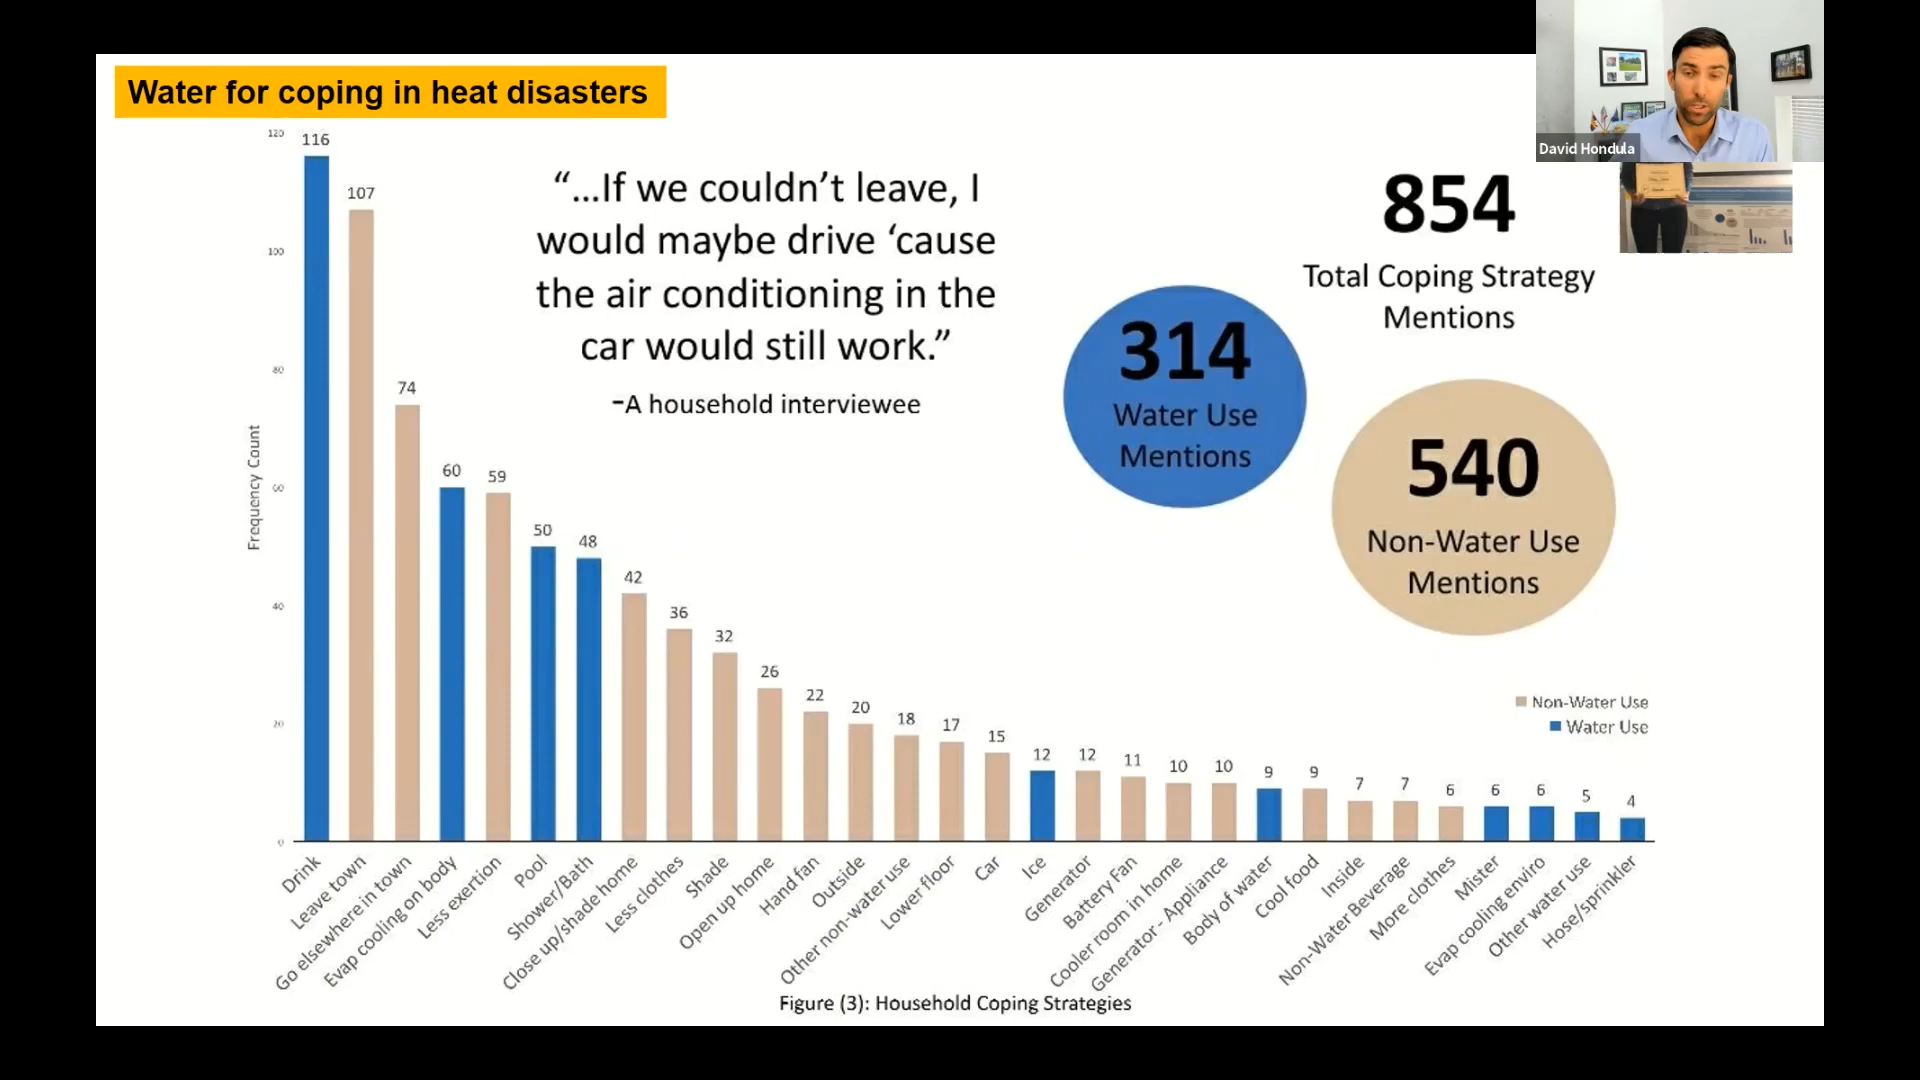 Water for coping in heat disasters
David Hondula
“...If we couldn’t leave, I
would maybe drive ‘cause
the air conditioning in the
car would still work.”
-A household interviewee
854
Total Coping Strategy
Mentions
314
Water Use
Mentions
540
Non-Water Use
Mentions
Non-Water Use
Water Use
Frequency Count
120
100
80
60
40
20
0
116
107
74
60
59
50
48
42
36
32
26
22
20
18
17
15
12
12
11
10
10
9
9
7
7
6
6
6
5
4
Drink
Leave town
Go elsewhere in town
Evap cooling on body
Less exertion
Pool
Shower/Bath
Close up/shade home
Less clothes
Shade
Open up home
Hand fan
Outside
Other non-water use
Lower floor
Car
Ice
Generator
Battery Fan
Cooler room in home
Generator - Appliance
Body of water
Cool food
Inside
Non-Water Beverage
More clothes
Mister
Evap cooling enviro
Other water use
Hose/sprinkler
Figure (3): Household Coping Strategies